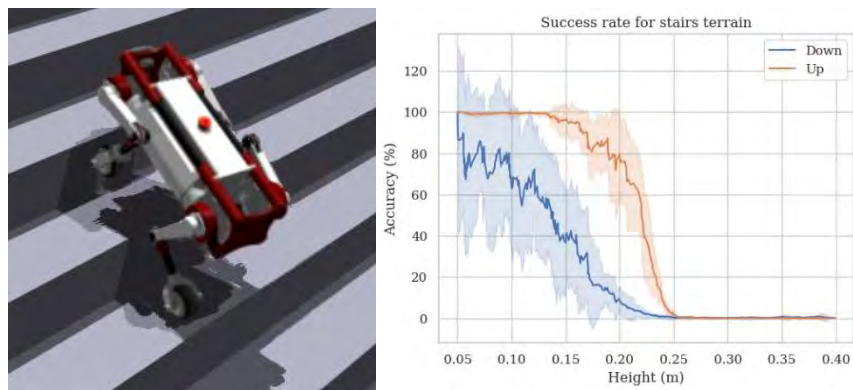 Success rate for stairs terrain
Down
Up
Accuracy (%)
120
100
80
60
40
20
0
0.05 0.10 0.15 0.20 0.25 0.30 0.35 0.40
Height (m)